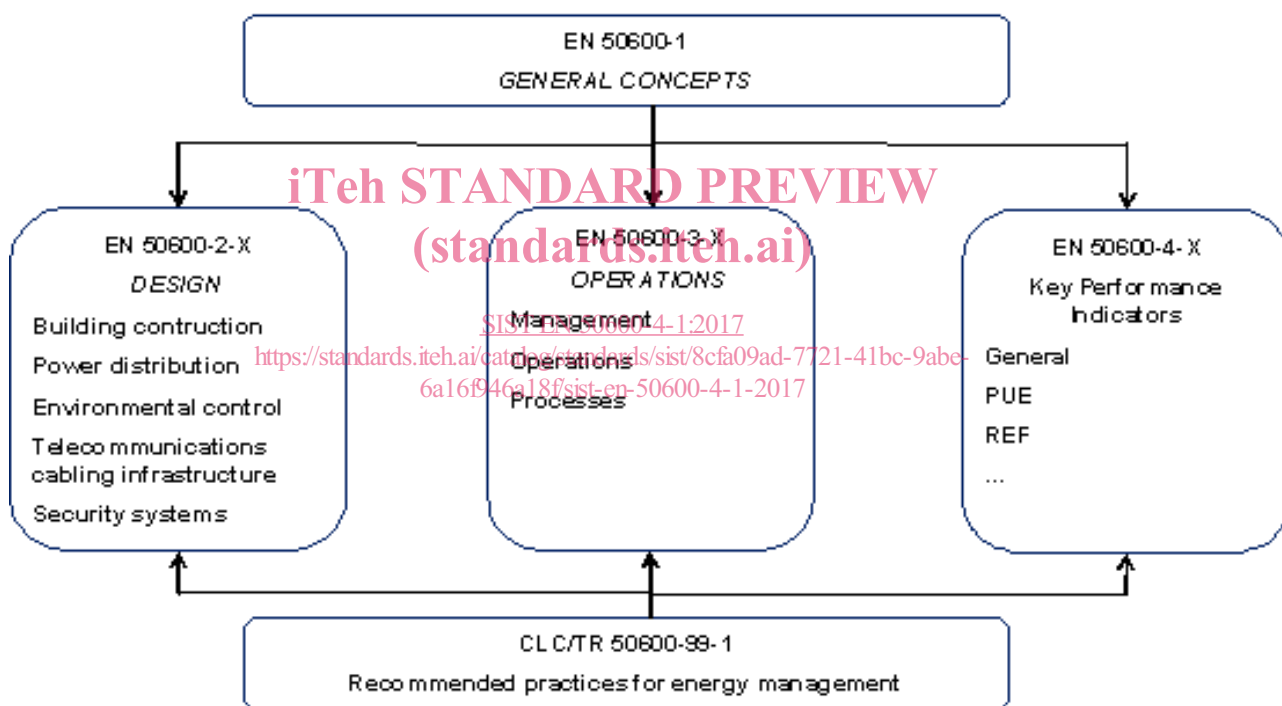 EN 50600-1
GENERAL CONCEPTS
iTeh STANDARD PREVIEW
(standards.iteh.ai)
EN 50600-2-X
DESIGN
Building contruction
Power distribution
Environmental control
Telecommunications
cabling infrastructure
Security systems
EN 50600-3-X
OPERATIONS
Management
Operations
Processes
SIST EN 50600-4-1:2017
https://standards.iteh.ai/catalog/standards/sist/8cfa09ad-7721-41bc-9abe-
6a16f946a18f/sist-en-50600-4-1-2017
EN 50600-4-X
Key Performance
Indicators
General
PUE
REF
...
CLC/TR 50600-99-1
Recommended practices for energy management